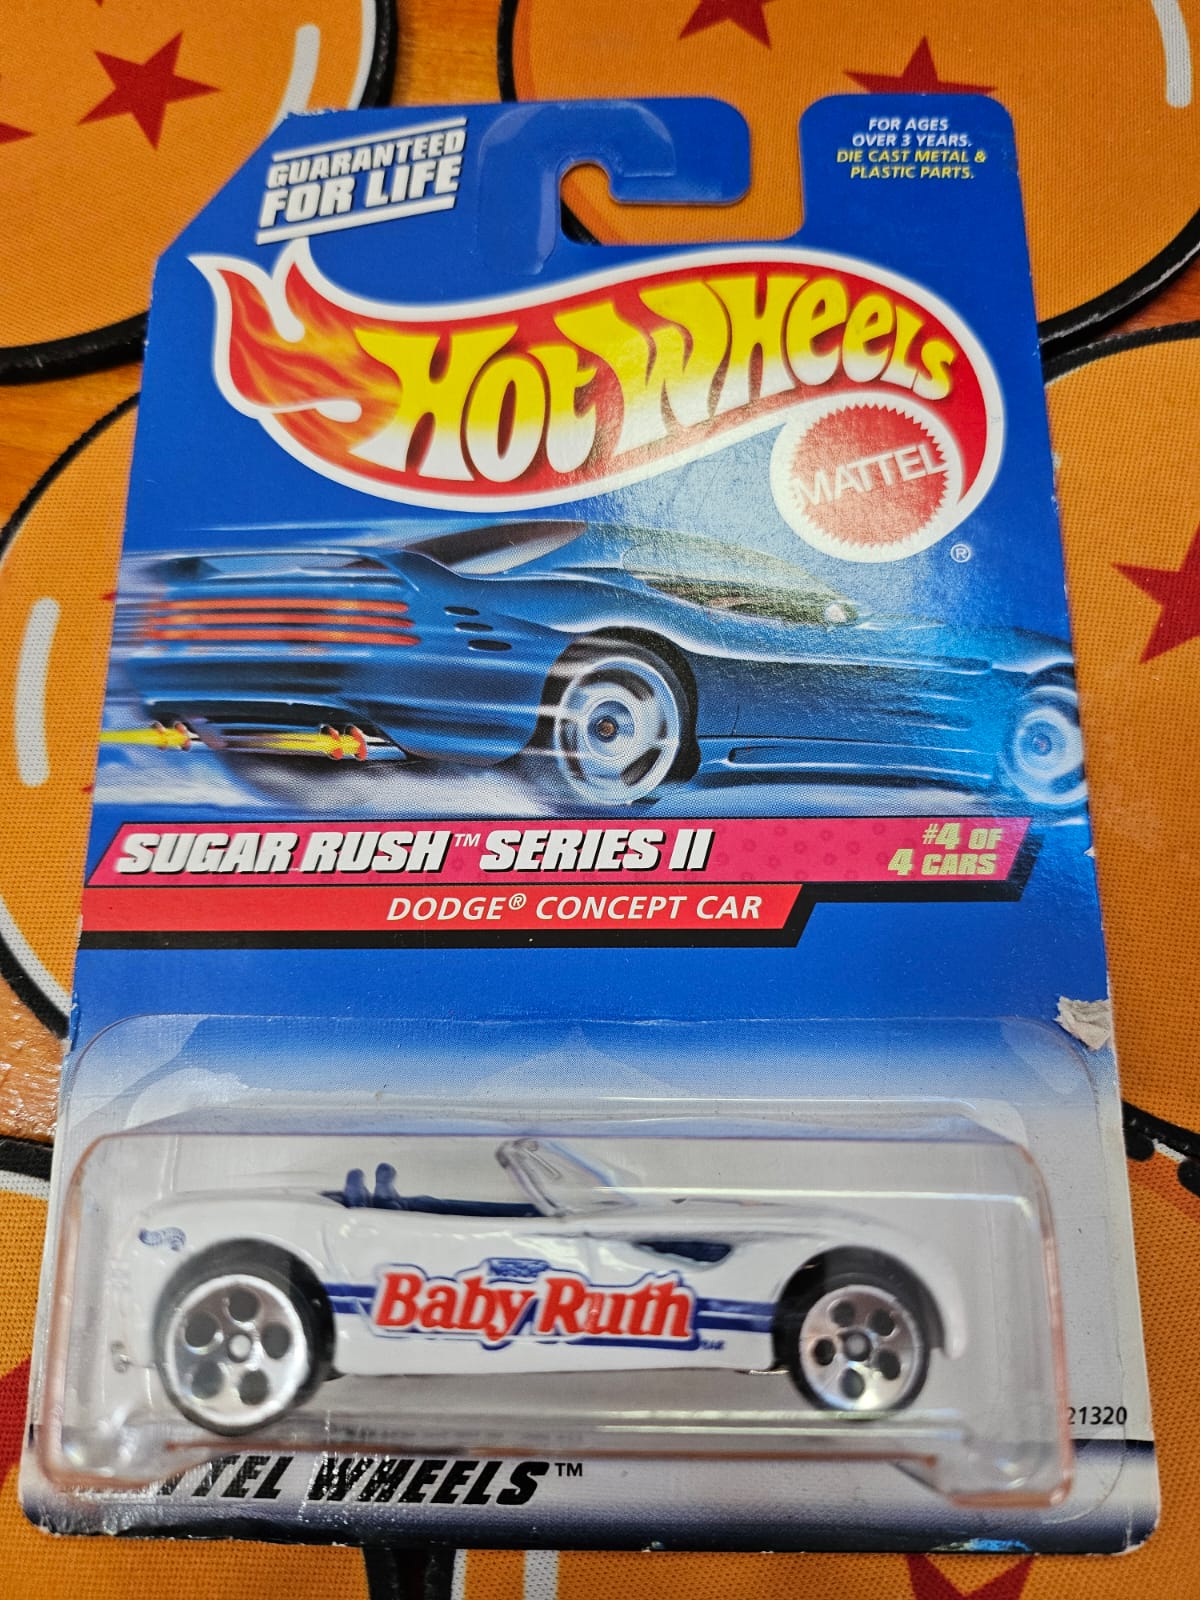 GUARANTEED
FOR LIFE
FOR AGES
OVER 3 YEARS.
DIE CAST METAL &
PLASTIC PARTS.
HOT WHEELS
MATTEL
®
SUGAR RUSH™ SERIES II
#4 OF
4 CARS
DODGE® CONCEPT CAR
Baby Ruth
21320
WHEELS™